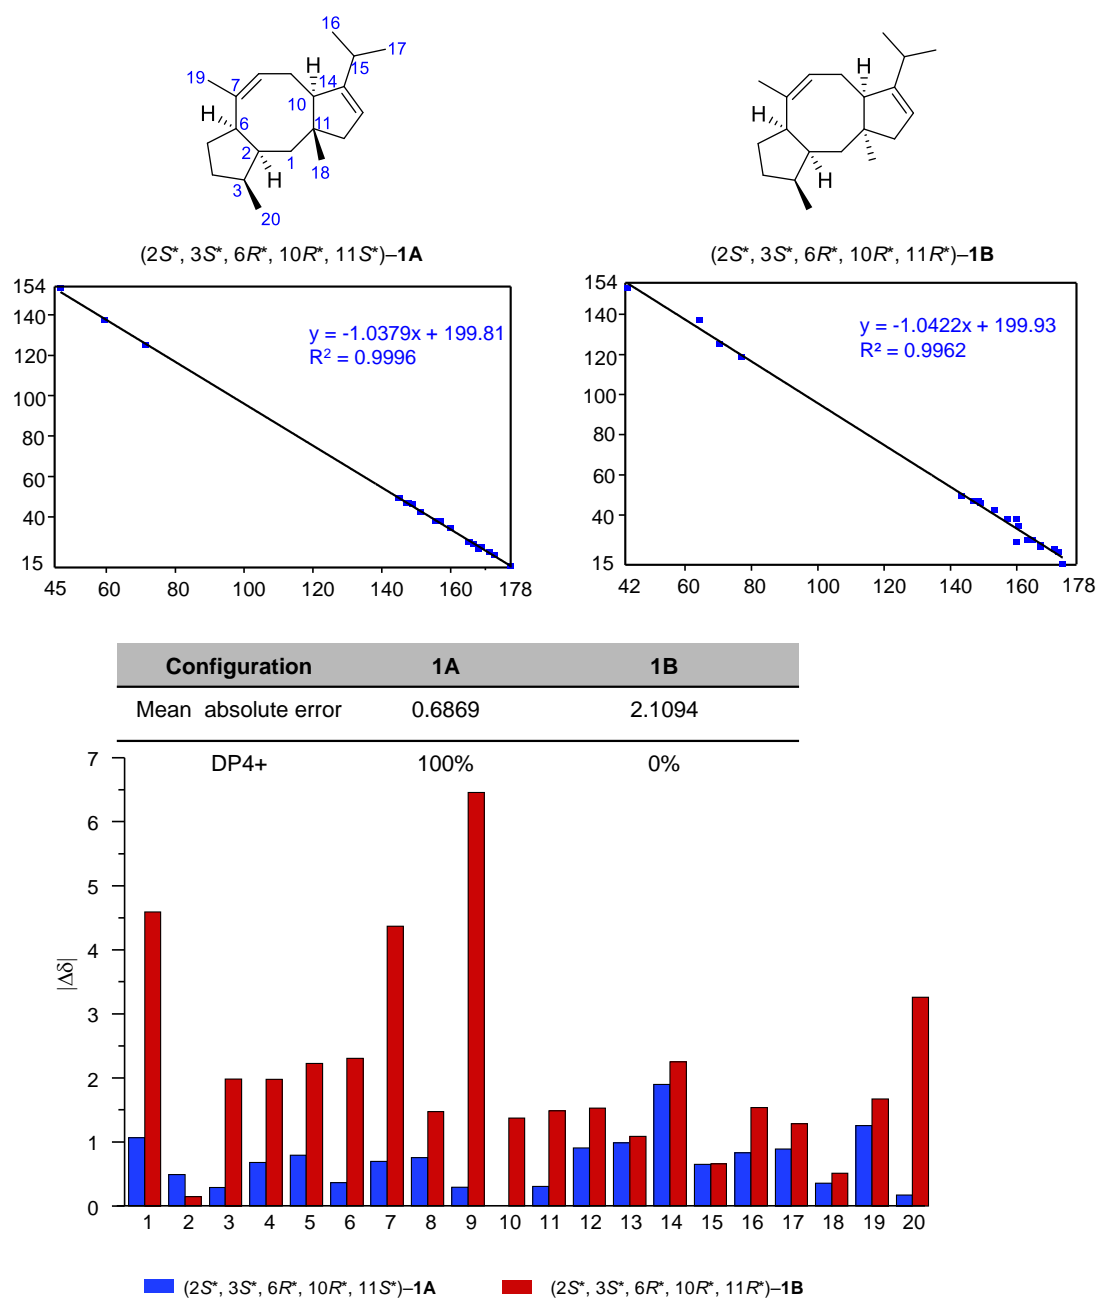 16
17
19
7
H
14
15
H
10
6
11
2
1
H
3
18
20
H
H
H
(2S*, 3S*, 6R*, 10R*, 11S*)–1A
(2S*, 3S*, 6R*, 10R*, 11R*)–1B
154
140
120
100
80
60
40
15
y = -1.0379x + 199.81
R² = 0.9996
45 60 80 100 120 140 160 178
154
140
120
100
80
60
40
15
y = -1.0422x + 199.93
R² = 0.9962
42 60 80 100 120 140 160 178
Configuration 1A 1B
Mean absolute error 0.6869 2.1094
DP4+ 100% 0%
7
6
5
4
3
2
1
0
|Δδ|
1 2 3 4 5 6 7 8 9 10 11 12 13 14 15 16 17 18 19 20
(2S*, 3S*, 6R*, 10R*, 11S*)–1A
(2S*, 3S*, 6R*, 10R*, 11R*)–1B